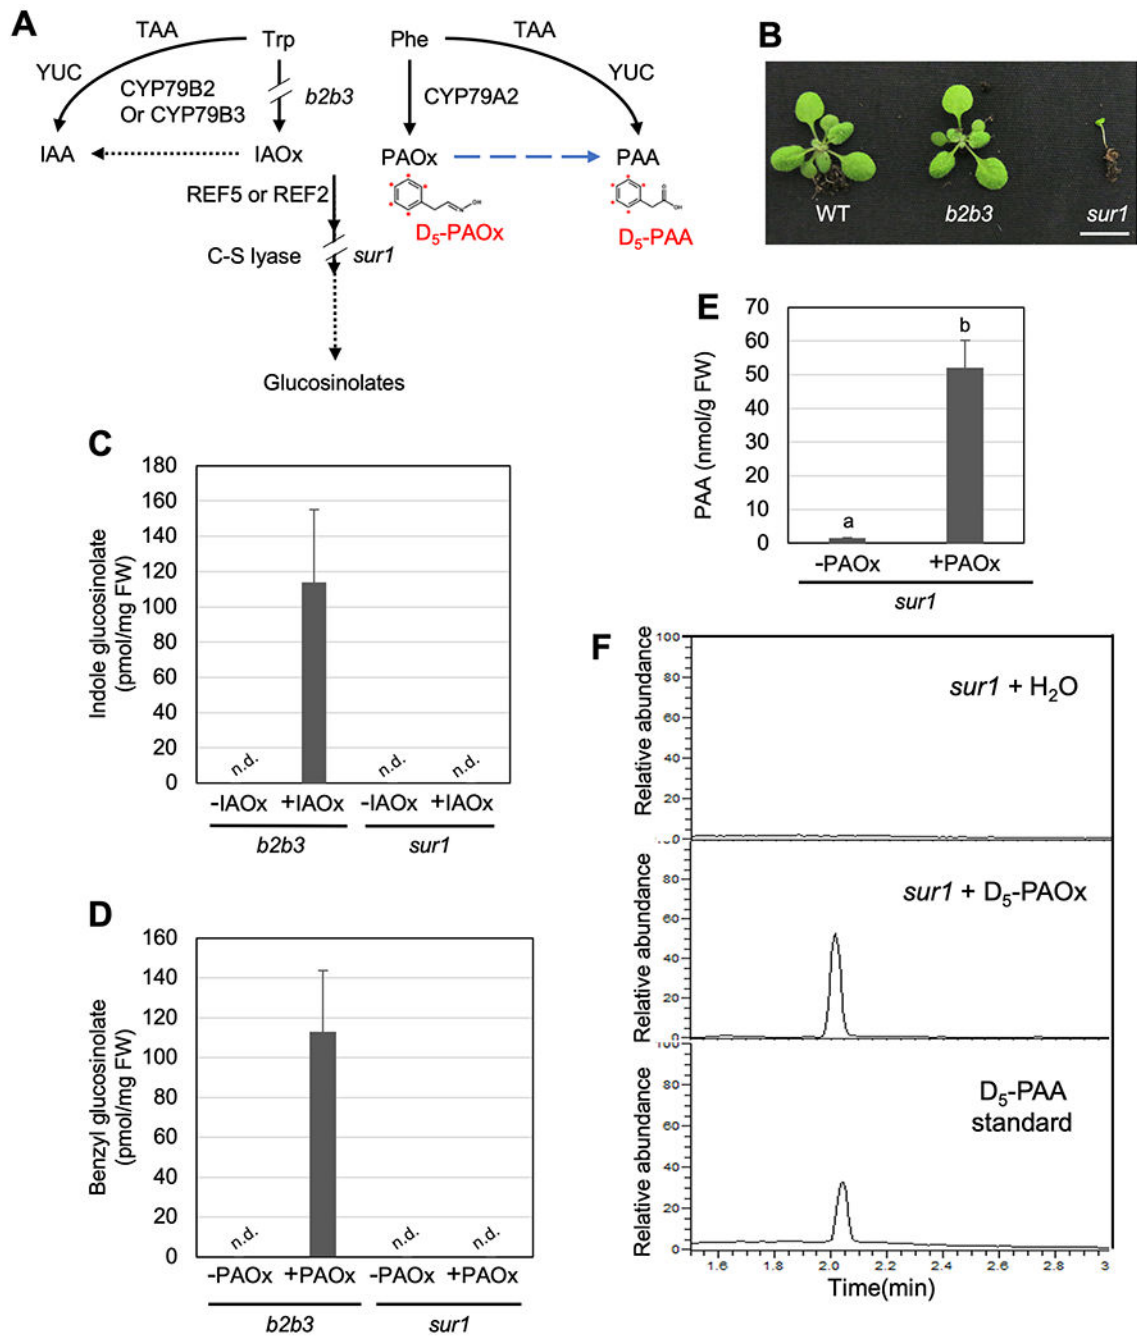 A
TAA
Trp
Phe
TAA
YUC
CYP79B2
Or CYP79B3
b2b3
CYP79A2
YUC
IAA
IAOx
PAOx
PAA
REF5 or REF2
OH
O
OH
D5-PAOx
D5-PAA
C-S lyase
sur1
Glucosinolates
B
WT
b2b3
sur1
C
Indole glucosinolate
(pmol/mg FW)
180
160
140
120
100
80
60
40
20
0
n.d.
n.d.
n.d.
-IAOx +IAOx -IAOx +IAOx
b2b3
sur1
D
Benzyl glucosinolate
(pmol/mg FW)
160
140
120
100
80
60
40
20
0
n.d.
n.d.
n.d.
-PAOx +PAOx -PAOx +PAOx
b2b3
sur1
E
PAA (nmol/g FW)
70
60
50
40
30
20
10
0
a
b
-PAOx
+PAOx
sur1
F
Relative abundance
100
80
60
40
20
0
sur1 + H2O
Relative abundance
80
60
40
20
0
sur1 + D5-PAOx
Relative abundance
100
80
60
40
20
0
D5-PAA
standard
1.6 1.8 2.0 2.2 2.4 2.6 2.8 3
Time(min)